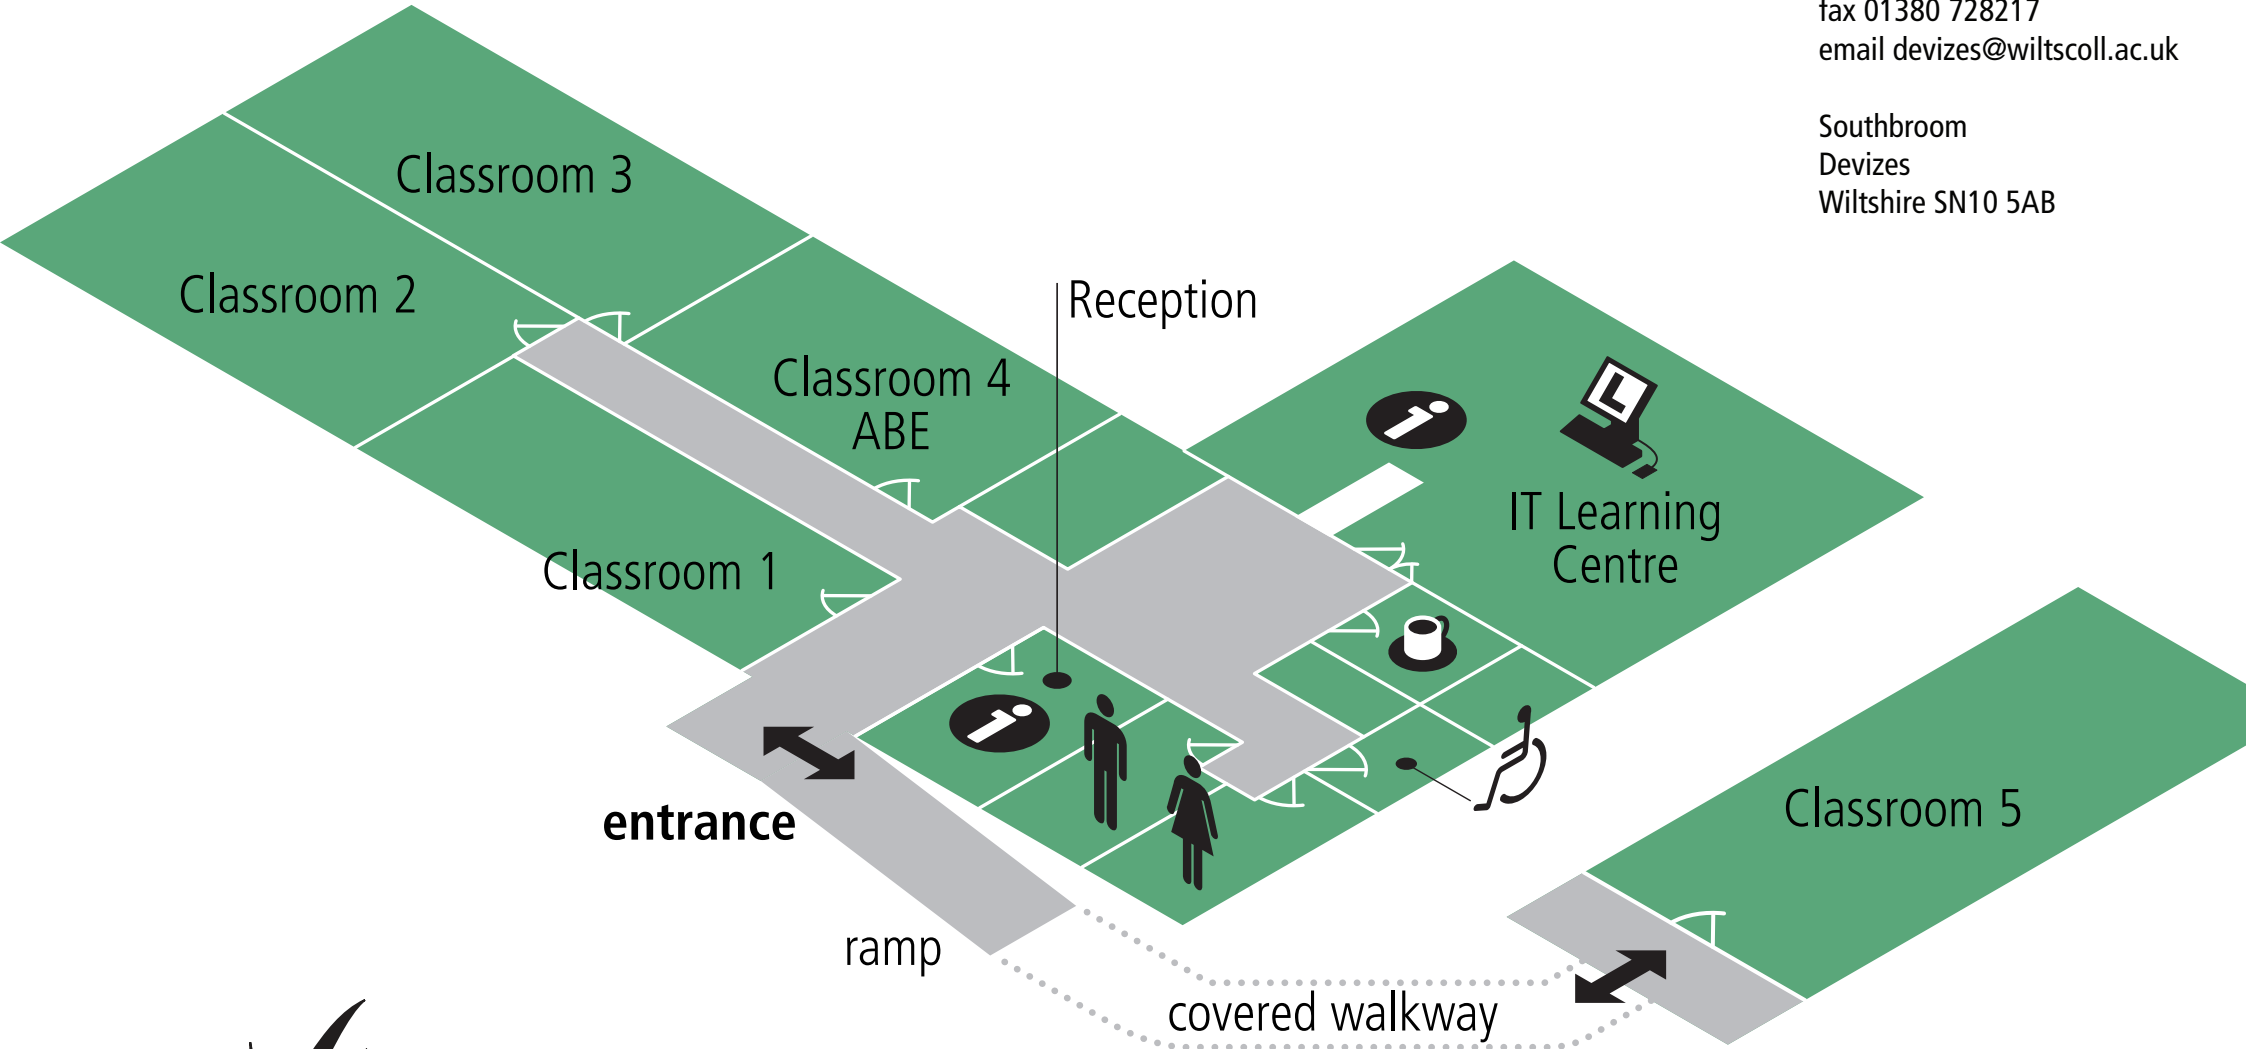 fax 01380 728217
email devizes@wiltscoll.ac.uk
Southbroom
Devizes
Wiltshire SN10 5AB
Classroom 3
Classroom 2
Reception
Classroom 4
ABE
IT Learning
Centre
Classroom 1
Classroom 5
entrance
ramp
covered walkway
L
i
i